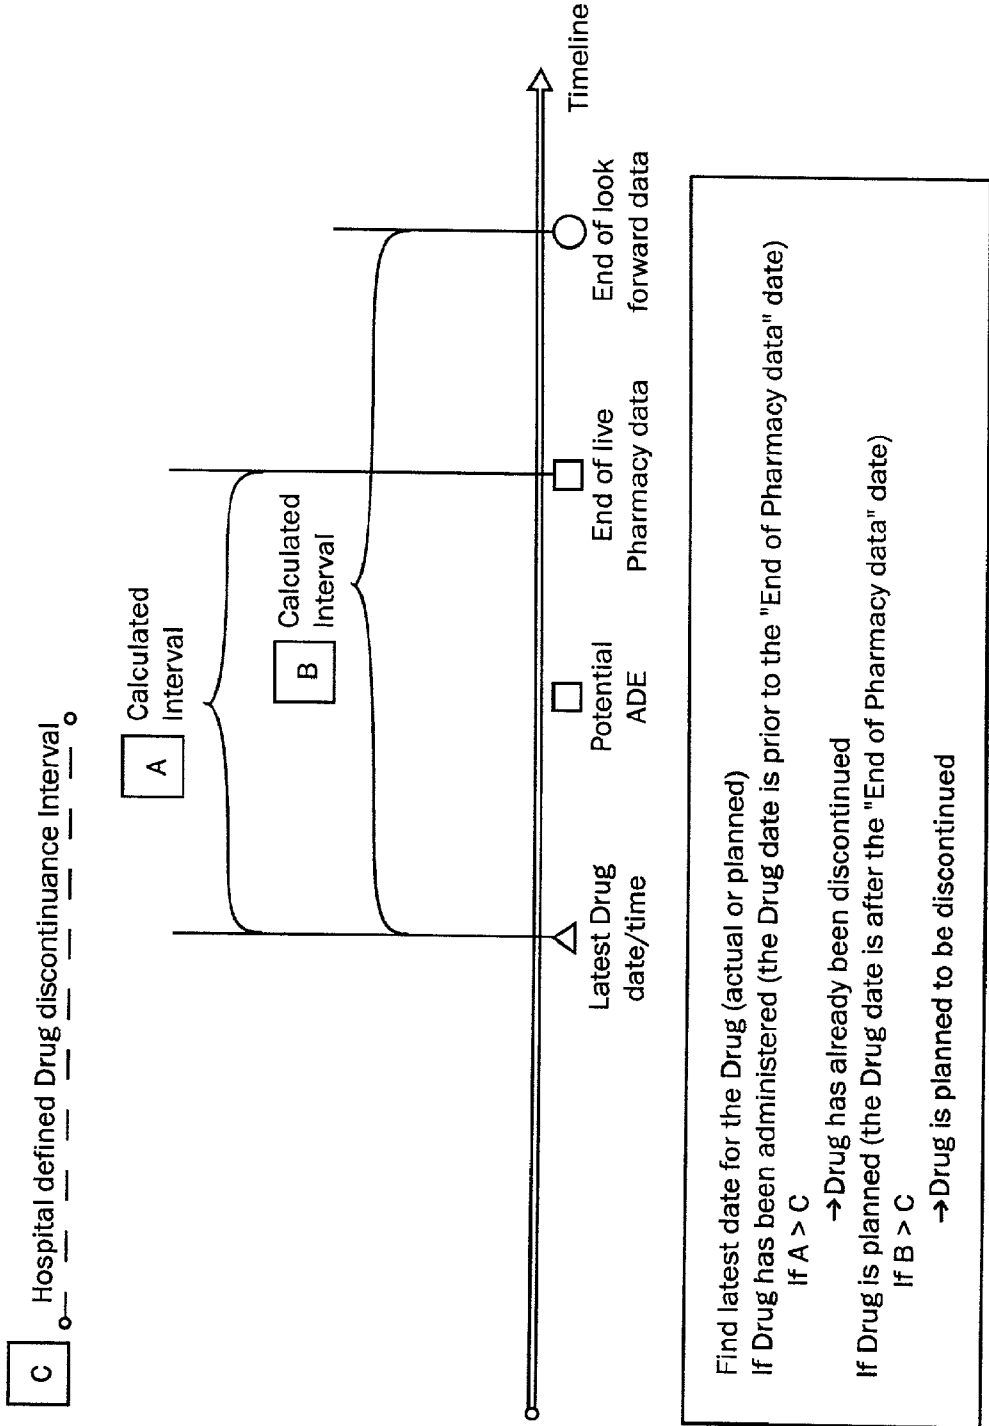 C
Hospital defined Drug discontinuance Interval
A
Calculated
Interval
B
Calculated
Interval
Latest Drug
date/time
Potential
ADE
End of live
Pharmacy data
End of look
forward data
Timeline
Find latest date for the Drug (actual or planned)
If Drug has been administered (the Drug date is prior to the "End of Pharmacy data" date)
If A > C
→Drug has already been discontinued
If Drug is planned (the Drug date is after the "End of Pharmacy data" date)
If B > C
→Drug is planned to be discontinued